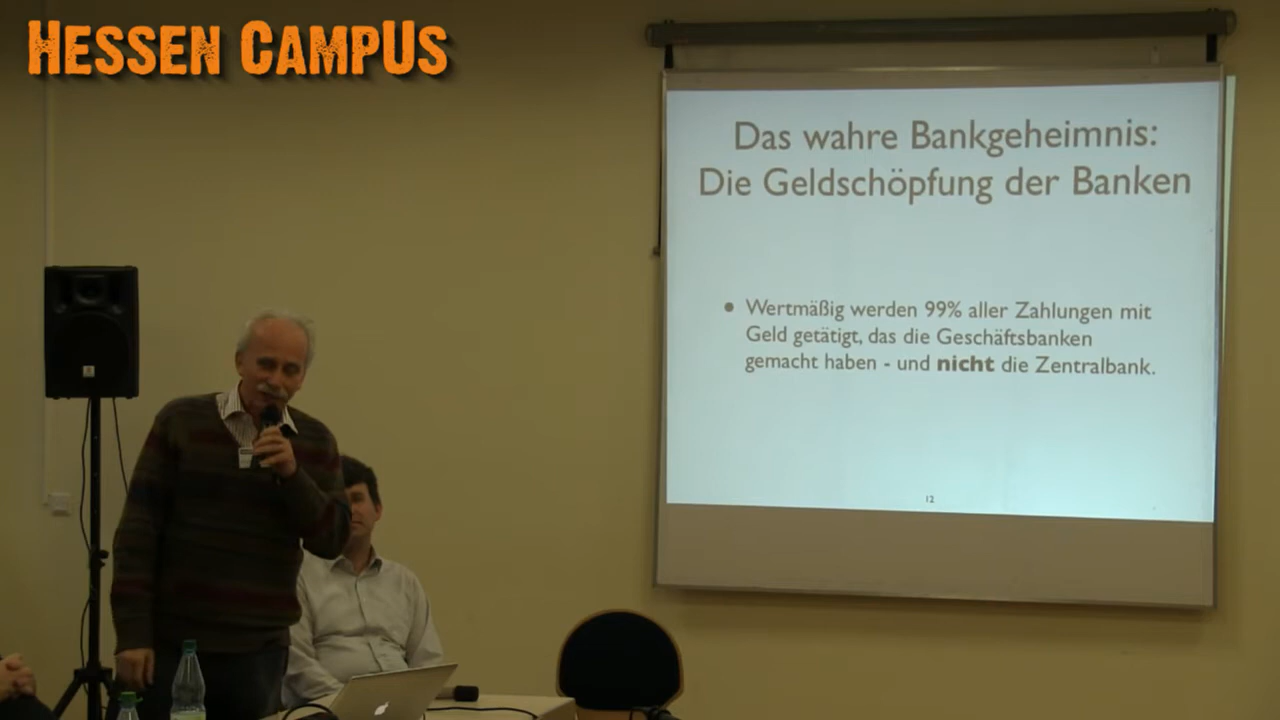 HESSEN CAMPUS
Das wahre Bankgeheimnis:
Die Geldschöpfung der Banken
• Wertmäßig werden 99% aller Zahlungen mit
Geld getätigt, das die Geschäftsbanken
gemacht haben - und nicht die Zentralbank.
12